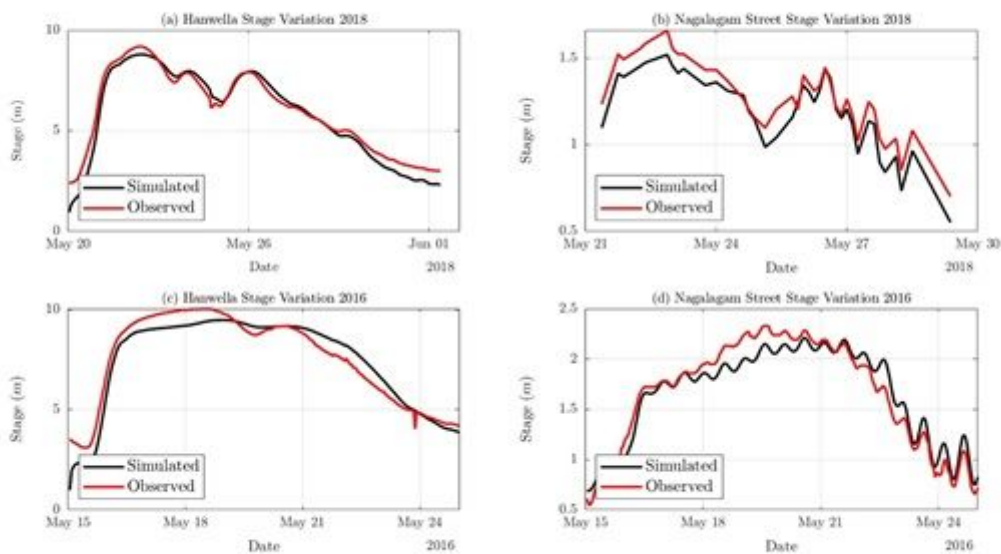 (a) Hanwella Stage Variation 2018
10
5
0
Stage (m)
Simulated
Observed
May 20
May 26
Jun 01
Date
2018
(b) Nagalagam Street Stage Variation 2018
1.5
1
0.5
Stage (m)
Simulated
Observed
May 21
May 24
May 27
May 30
Date
2018
(c) Hanwella Stage Variation 2016
10
5
0
Stage (m)
Simulated
Observed
May 15
May 18
May 21
May 24
Date
2016
(d) Nagalagam Street Stage Variation 2016
2.5
2
1.5
1
0.5
Stage (m)
Simulated
Observed
May 15
May 18
May 21
May 24
Date
2016